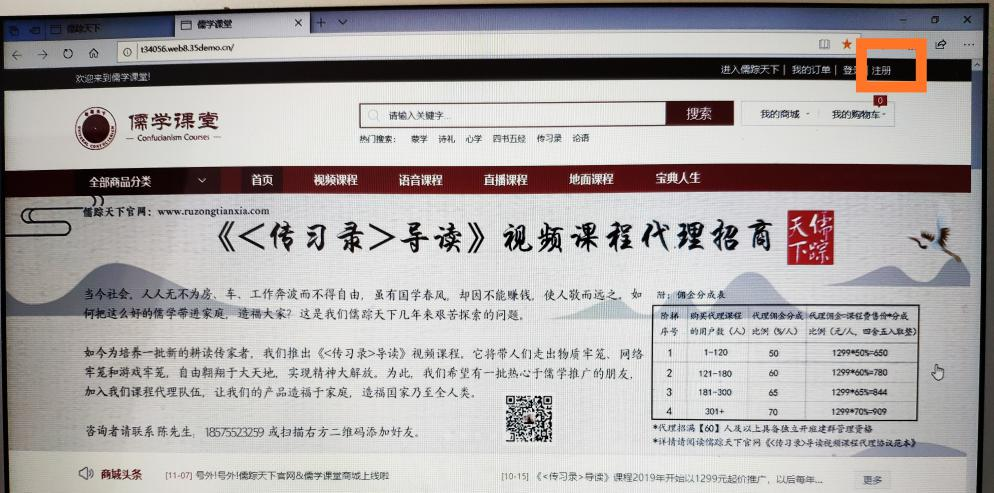 儒踪天下
儒学课堂
t34056.web8.35demo.cn/
欢迎来到儒学课堂!
进入儒踪天下 | 我的订单 | 登录 注册
儒学课堂
Confucianism Courses
请输入关键字...
搜索
我的商城
我的购物车
0
热门搜索: 蒙学 诗礼 心学 四书五经 传习录 论语
全部商品分类 首页 视频课程 语音课程 直播课程 地面课程 宝典人生
儒踪天下官网：www.ruzongtianxia.com
《<传习录>导读》视频课程代理招商
儒踪天下
当今社会，人人无不为房、车、工作奔波而不得自由，虽有国学春风，却因不能赚钱，使人敬而远之。如
何把这么好的儒学带进家庭，造福大家？这是我们儒踪天下几年来艰苦探索的问题。
如今为培养一批新的耕读传家者，我们推出《<传习录>导读》视频课程，它将带人们走出物质牢笼、网络
牢笼和游戏牢笼，自由翱翔于大天地，实现精神大解放。为此，我们希望有一批热心于儒学推广的朋友，
加入我们课程代理队伍，让我们的产品造福于家庭，造福国家乃至全人类。
咨询者请联系陈先生，18575523259 或扫描右方二维码添加好友。
附：佣金分成表
阶梯序号 购买代理课程的用户数（人） 代理佣金分成比例（%/人） 代理佣金=课程费售价*分成比例（元/人，四舍五入取整）
1 1-120 50 1299*50%=650
2 121-180 60 1299*60%=780
3 181-300 65 1299*65%=844
4 301+ 70 1299*70%=909
*代理招满【60】人及以上具备独立开班建群管理资格
*详情请阅读儒踪天下官网《<传习录>导读视频课程代理协议范本》
商城头条 [11-07] 号外!号外!儒踪天下官网&儒学课堂商城上线啦 [10-15] 《<传习录>导读》课程2019年开始以1299元起价推广，以后每年... 更多